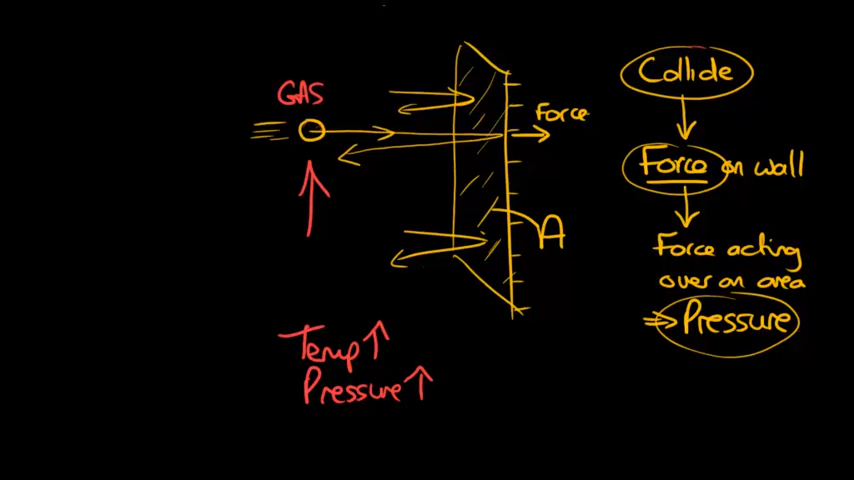 GAS
Force
A
Temp ↑
Pressure ↑
Collide
Force on wall
Force acting
over an area
⇒ Pressure